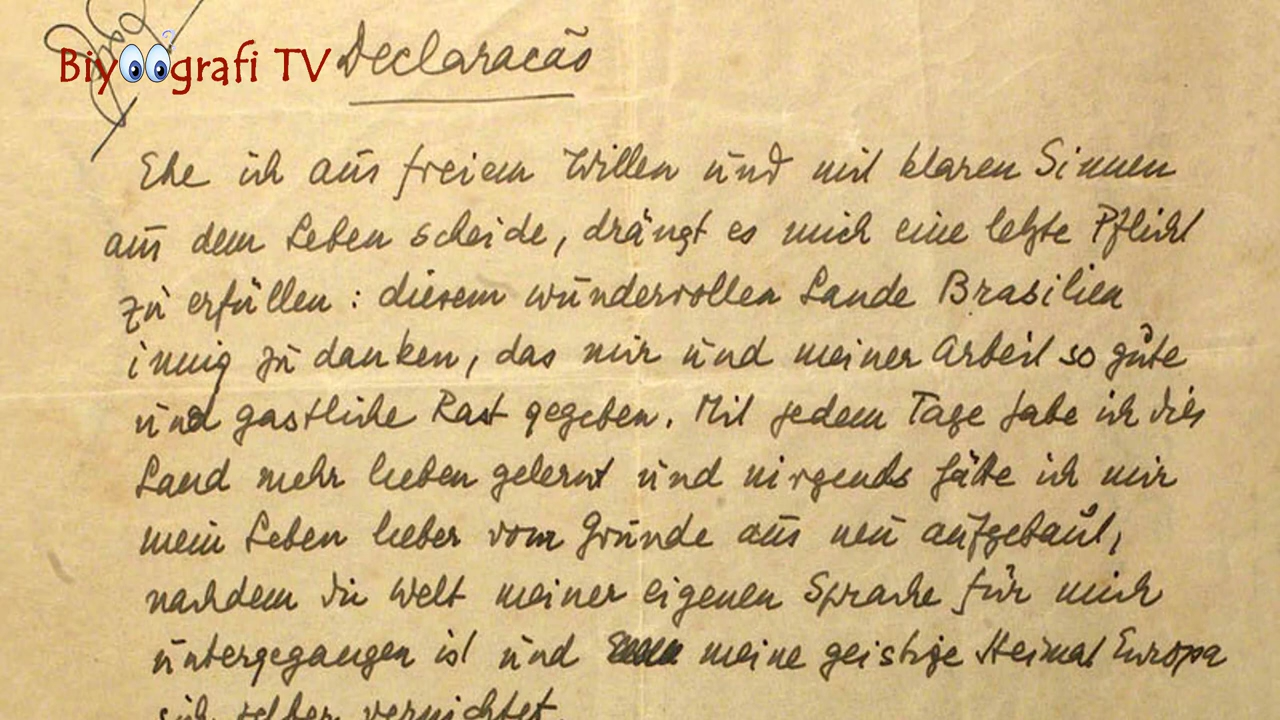 Biyoografi TV
Declaracão
Ehe ich aus freiem Willen und mit klaren Sinnen
aus dem Leben scheide, drängt es mich eine letzte Pflicht
zu erfüllen : diesem wundervollen Lande Brasilien
innig zu danken, das mir und meiner Arbeit so gute
und gastliche Rast gegeben. Mit jedem Tage habe ich dies
Land mehr lieben gelernt und nirgends hätte ich mir
mein Leben lieber vom Grunde aus neu aufgebaut,
nachdem die Welt meiner eigenen Sprache für mich
untergegangen ist und meine geistige Heimat Europa
sich selber vernichtet.